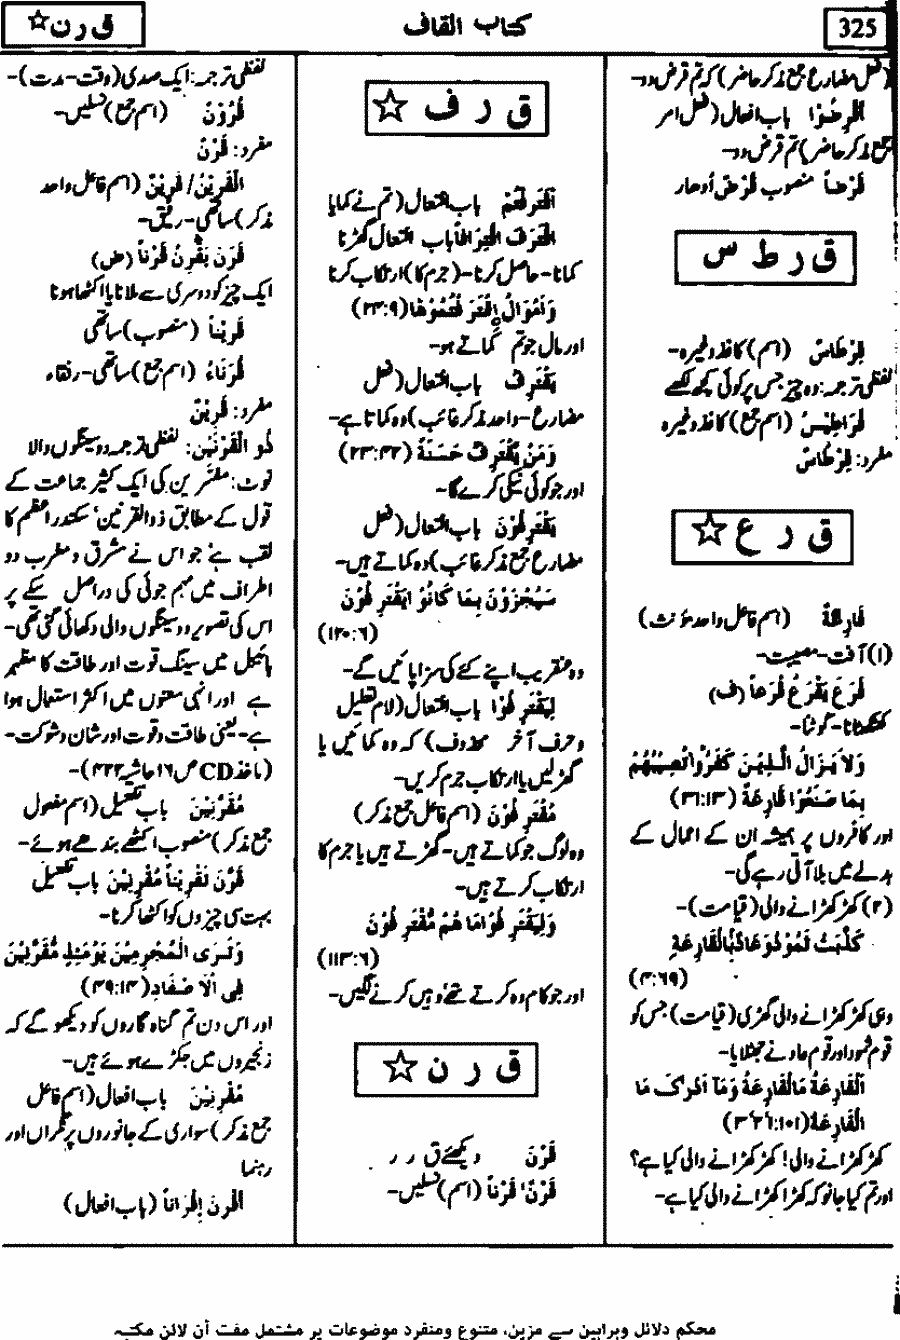 325
کتاب القاف
ق ر ن ☆
(فعل مضارع جمع مذکر حاضر) کہ تم قرض دو۔
اَقْرِضُوْا باب افعال (فعل امر
جمع مذکر حاضر) تم قرض دو۔
قَرْضاً منصوب قَرْض اُدھار
ق ر ط س
قِرْطَاسٌ (اسم) کاغذ وغیرہ۔
لفظی ترجمہ: وہ چیز جس پر کوئی کچھ لکھے
قَرَاطِیْسُ (اسم جمع) کاغذ وغیرہ
مفرد: قِرْطَاسٌ
ق ر ع ☆
قَارِعَۃٌ (اسم فاعل واحد مؤنث)
(۱) آفت۔ مصیبت۔
قَرَعَ یَقْرَعُ قَرْعاً (ف)
کھٹکھٹانا۔ کوٹنا۔
وَلَا یَزَالُ الَّذِیْنَ کَفَرُوْا تُصِیْبُهُمْ
بِمَا صَنَعُوْا قَارِعَۃٌ (۳۱:۱۳)
اور کافروں پر ہمیشہ ان کے اعمال کے
بدلے میں بلا آتی رہے گی۔
(۲) کھڑکھڑانے والی (قیامت)۔
کَذَّبَتْ ثَمُوْدُ وَعَادٌ بِالْقَارِعَۃِ
(۴:۶۹)
وہی کھڑکھڑانے والی گھڑی (قیامت) جس کو
قوم ثمود اور قوم عاد نے جھٹلایا۔
اَلْقَارِعَۃُ مَا الْقَارِعَۃُ وَمَآ اَدْرٰکَ مَا
الْقَارِعَۃُ (۱۰۱:۱'۲'۳)
کھڑکھڑانے والی! کھڑکھڑانے والی کیا ہے؟
اور تم کیا جانو کہ کھڑا کھڑانے والی کیا ہے۔
ق ر ف ☆
اِقْتَرَفْتُمْ باب افتعال (تم نے کمایا
اِقْتَرَفَ اِقْتِرَافاً باب افتعال گھڑنا
کمانا۔ حاصل کرنا۔ (جرم کا) ارتکاب کرنا
وَاَمْوَالُ اِقْتَرَفْتُمُوْهَا (۲۴:۹)
اور مال جو تم کماتے ہو۔
یَقْتَرِفْ باب افتعال (فعل
مضارع۔ واحد مذکر غائب) وہ کماتا ہے۔
وَمَنْ یَّقْتَرِفْ حَسَنَۃً (۲۳:۴۲)
اور جو کوئی نیکی کرے گا۔
یَقْتَرِفُوْنَ باب افتعال (فعل
مضارع جمع مذکر غائب) وہ کماتے ہیں۔
سَیُجْزَوْنَ بِمَا کَانُوْا یَقْتَرِفُوْنَ
(۱۲۰:۶)
وہ عنقریب اپنے کئے کی سزا پائیں گے۔
لِیَقْتَرِفُوْا باب افتعال (لام تعلیل
وحرف آخر محذوف) کہ وہ کمائیں یا
گھڑلیں یا ارتکاب جرم کریں۔
مُقْتَرِفُوْنَ (اسم فاعل جمع مذکر)
وہ لوگ جو کماتے ہیں۔ گھڑتے ہیں یا جرم کا
ارتکاب کرتے ہیں۔
وَلِیَقْتَرِفُوْا مَا هُمْ مُّقْتَرِفُوْنَ
(۱۱۳:۶)
اور جو کام وہ کرتے تھے وہیں کرنے لگیں۔
ق ر ن ☆
قَرْنَ دیکھئے ق ر ر
قَرْنٌ' قَرْناً (اسم) نسلیں۔
لفظی ترجمہ: ایک صدی (وقت۔ مدت)۔
قُرُوْنٌ (اسم جمع) نسلیں۔
مفرد: قَرْنٌ
الْقَرِیْنُ/ قَرِیْنٌ (اسم فاعل واحد
مذکر) ساتھی۔ رفیق۔
قَرَنَ یَقْرِنُ قَرْناً (ض)
ایک چیز کو دوسری سے ملانا یا اکٹھا ہونا
قَرِیْناً (منصوب) ساتھی
قُرَنَاءُ (اسم جمع) ساتھی۔ رفقاء
مفرد: قَرِیْنٌ
ذُو الْقَرْنَیْنِ: لفظی ترجمہ دو سینگوں والا
نوٹ: مفسّرین کی ایک کثیر جماعت کے
قول کے مطابق ذوالقرنین' سکندر اعظم کا
لقب ہے' جو اس نے مشرق و مغرب دو
اطراف میں مہم جوئی کی دراصل سکے پر
اس کی تصویر دو سینگوں والی دکھائی گئی تھی۔
بائیبل میں سینگ قوت اور طاقت کا مظہر
ہے اور انہی معنوں میں اکثر استعمال ہوا
ہے۔ یعنی طاقت وقوت اور شان وشوکت۔
(ماخذ CD ص ۱۶ حاشیہ ۴۲۲)۔
مُقَرَّنِیْنَ باب تفعیل (اسم مفعول
جمع مذکر) منصوب اکٹھے بندھے ہوئے۔
قَرَّنَ تَقْرِیْناً مُقَرِّنِیْنَ باب تفعیل
بہت سی چیزوں کو اکٹھا کرنا۔
وَتَرَی الْمُجْرِمِیْنَ یَوْمَئِذٍ مُّقَرَّنِیْنَ
فِی الْاَصْفَادِ (۴۹:۱۴)
اور اس دن تم گناہ گاروں کو دیکھو گے کہ
زنجیروں میں جکڑے ہوئے ہیں۔
مُقْرِنِیْنَ باب افعال (اسم فاعل
جمع مذکر) سواری کے جانوروں پر نگراں اور
رہنما
اَقْرَنَ اِقْرَاناً (باب افعال)
محکم دلائل وبراہین سے مزین، متنوع ومنفرد موضوعات پر مشتمل مفت آن لائن مکتبہ